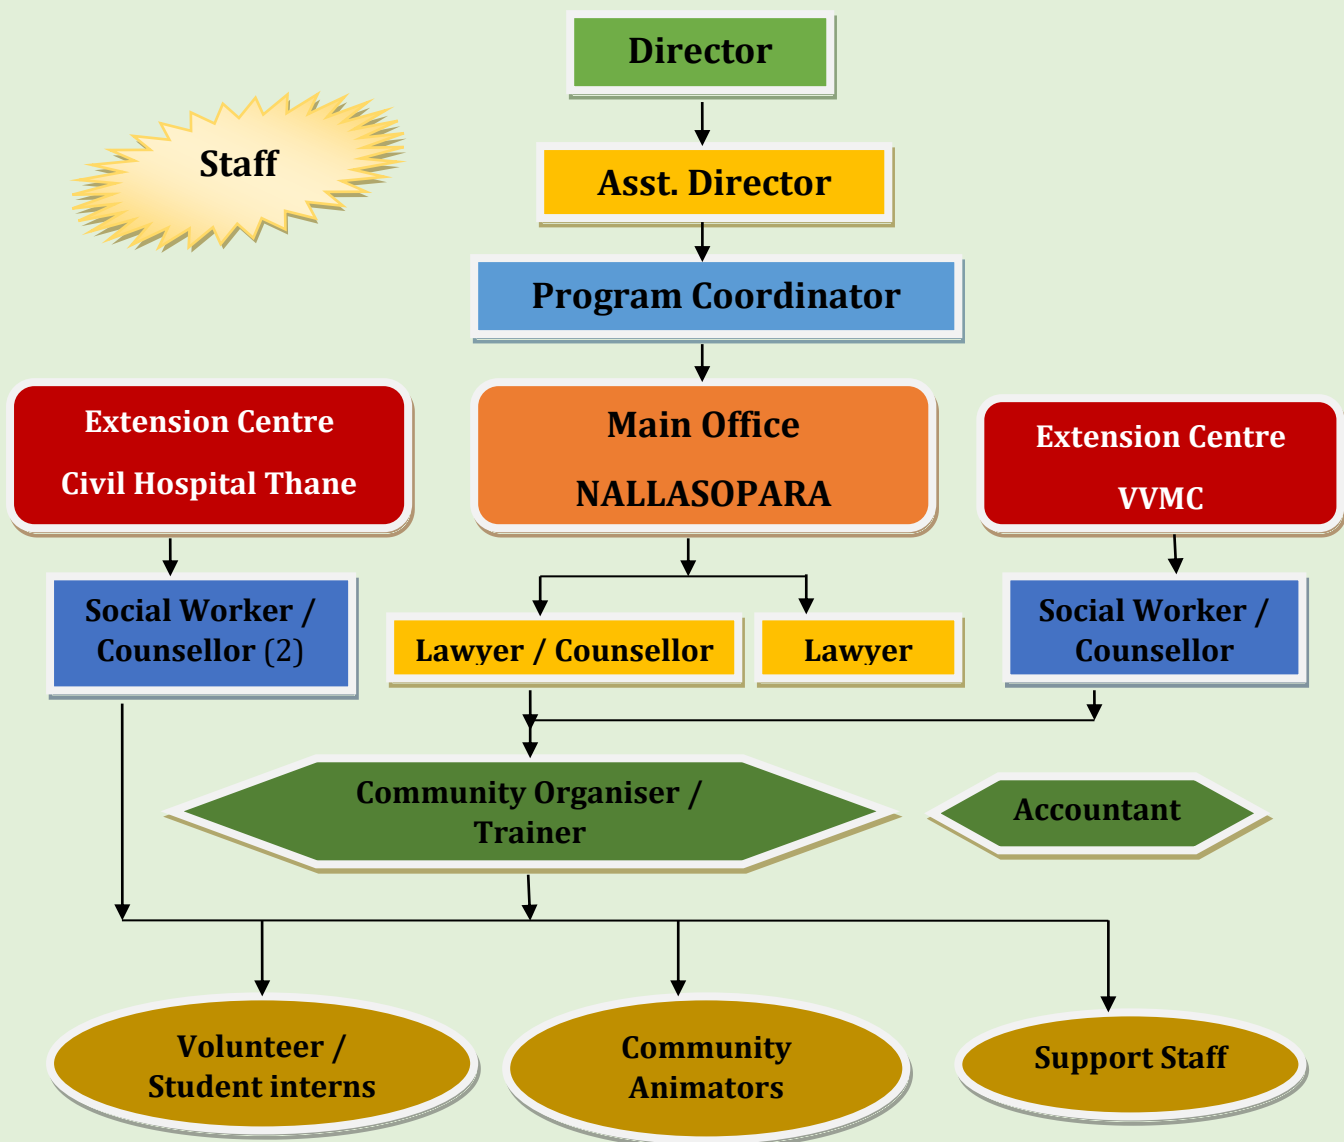 Director
Staff
Asst. Director
Program Coordinator
Extension Centre
Civil Hospital Thane
Main Office
NALLASOPARA
Extension Centre
VVMC
Social Worker /
Counsellor (2)
Lawyer / Counsellor
Lawyer
Social Worker /
Counsellor
Community Organiser /
Trainer
Accountant
Volunteer /
Student interns
Community
Animators
Support Staff